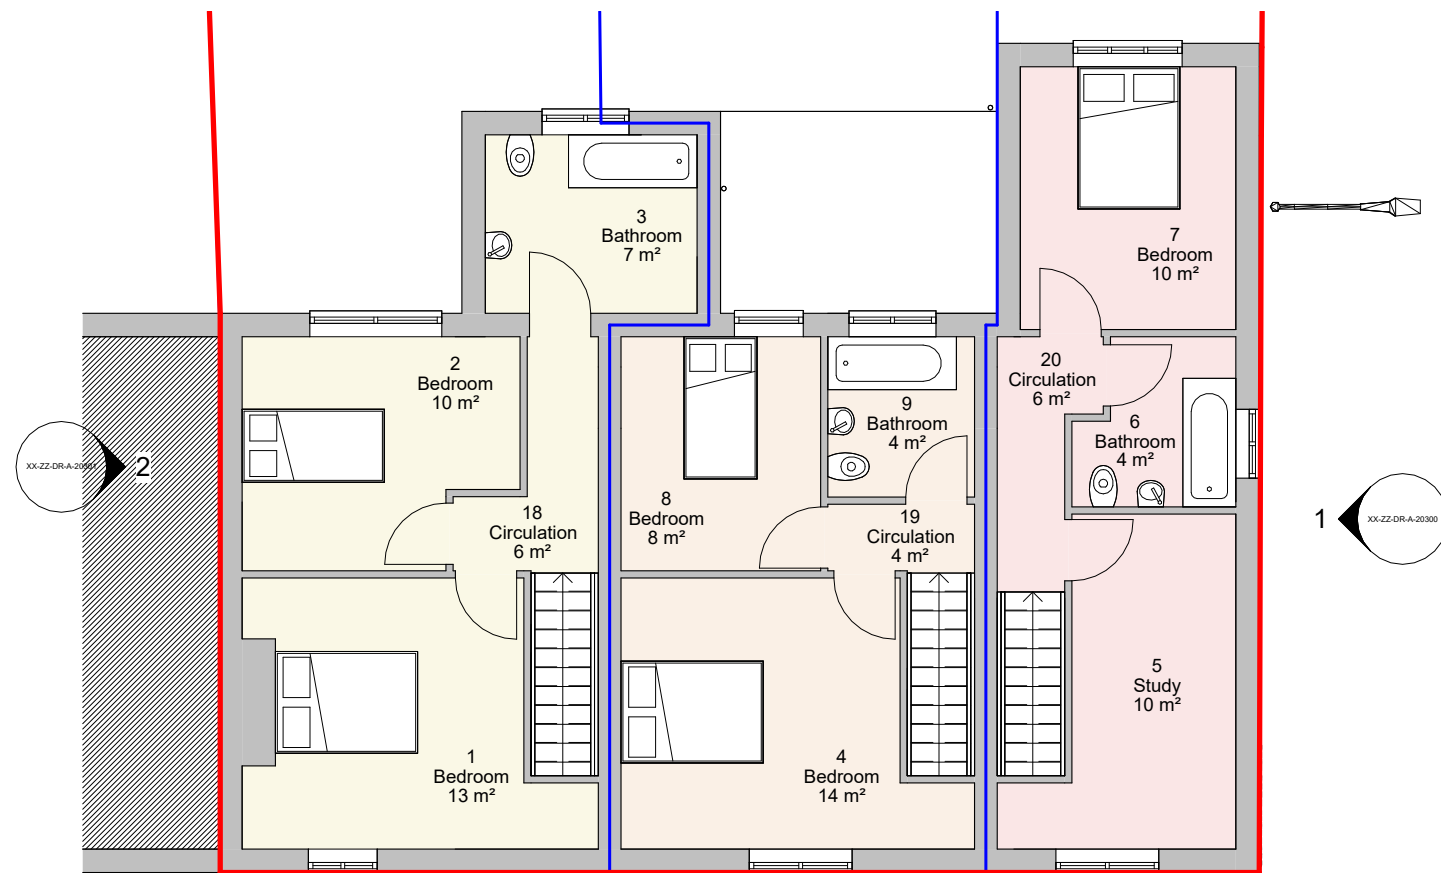 3
Bathroom
7 m²
7
Bedroom
10 m²
2
Bedroom
10 m²
20
Circulation
6 m²
9
Bathroom
4 m²
6
Bathroom
4 m²
2
8
Bedroom
8 m²
18
Circulation
6 m²
19
Circulation
4 m²
1
XX-ZZ-DR-A-20300
5
Study
10 m²
1
Bedroom
13 m²
4
Bedroom
14 m²